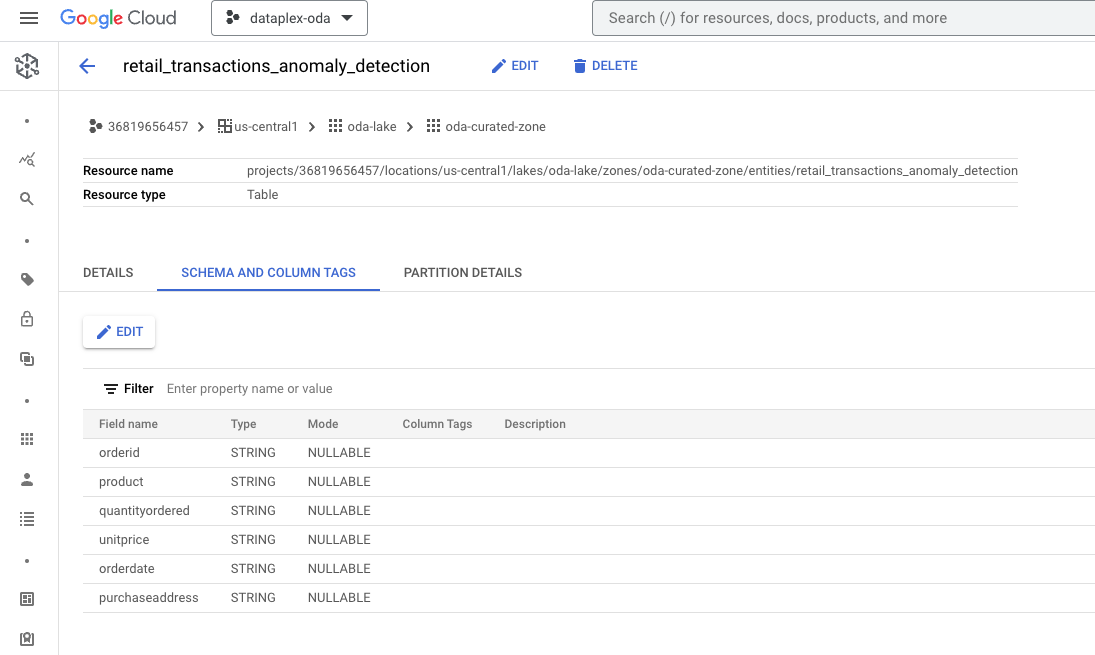 Google Cloud dataplex-oda Search (/) for resources, docs, products, and more
retail_transactions_anomaly_detection EDIT DELETE
36819656457 us-central1 oda-lake oda-curated-zone
Resource name projects/36819656457/locations/us-central1/lakes/oda-lake/zones/oda-curated-zone/entities/retail_transactions_anomaly_detection
Resource type Table
DETAILS SCHEMA AND COLUMN TAGS PARTITION DETAILS
EDIT
Filter Enter property name or value
Field name Type Mode Column Tags Description
orderid STRING NULLABLE
product STRING NULLABLE
quantityordered STRING NULLABLE
unitprice STRING NULLABLE
orderdate STRING NULLABLE
purchaseaddress STRING NULLABLE